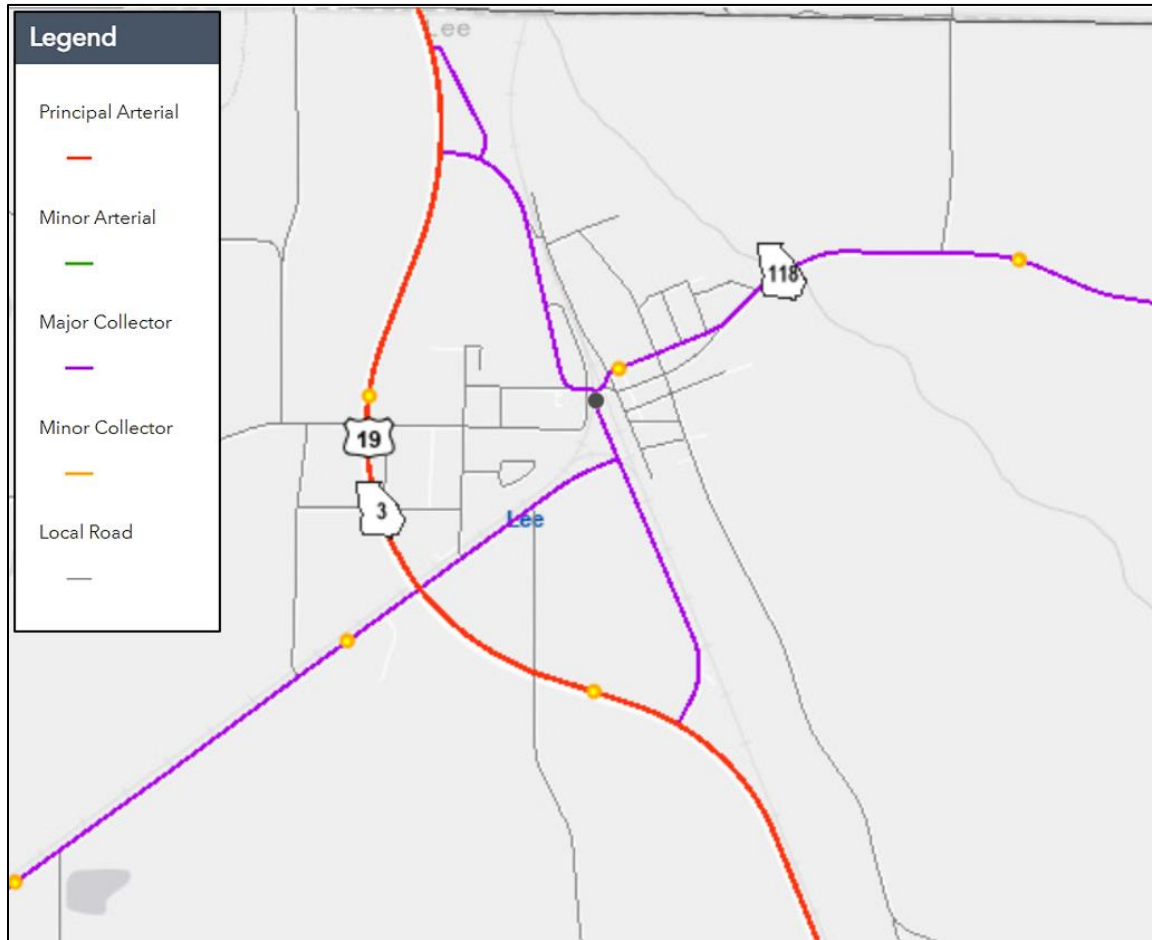 Legend
Principal Arterial
Minor Arterial
Major Collector
Minor Collector
Local Road
Lee
118
19
3
Lee